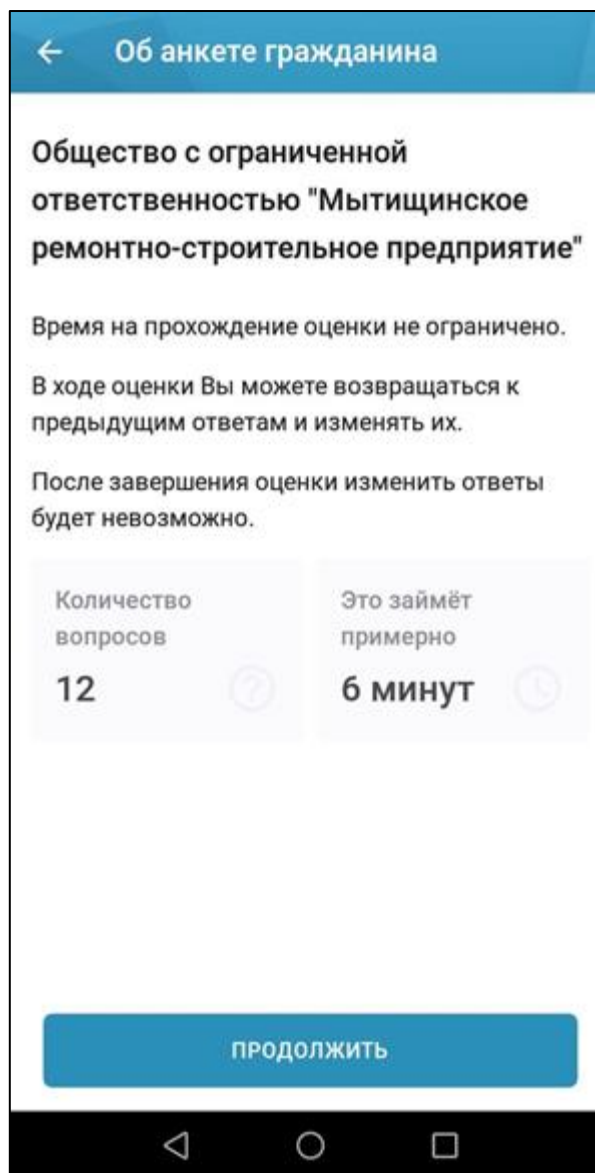 Об анкете гражданина
Общество с ограниченной
ответственностью "Мытищинское
ремонтно-строительное предприятие"
Время на прохождение оценки не ограничено.
В ходе оценки Вы можете возвращаться к
предыдущим ответам и изменять их.
После завершения оценки изменить ответы
будет невозможно.
Количество
вопросов
12
Это займёт
примерно
6 минут
ПРОДОЛЖИТЬ